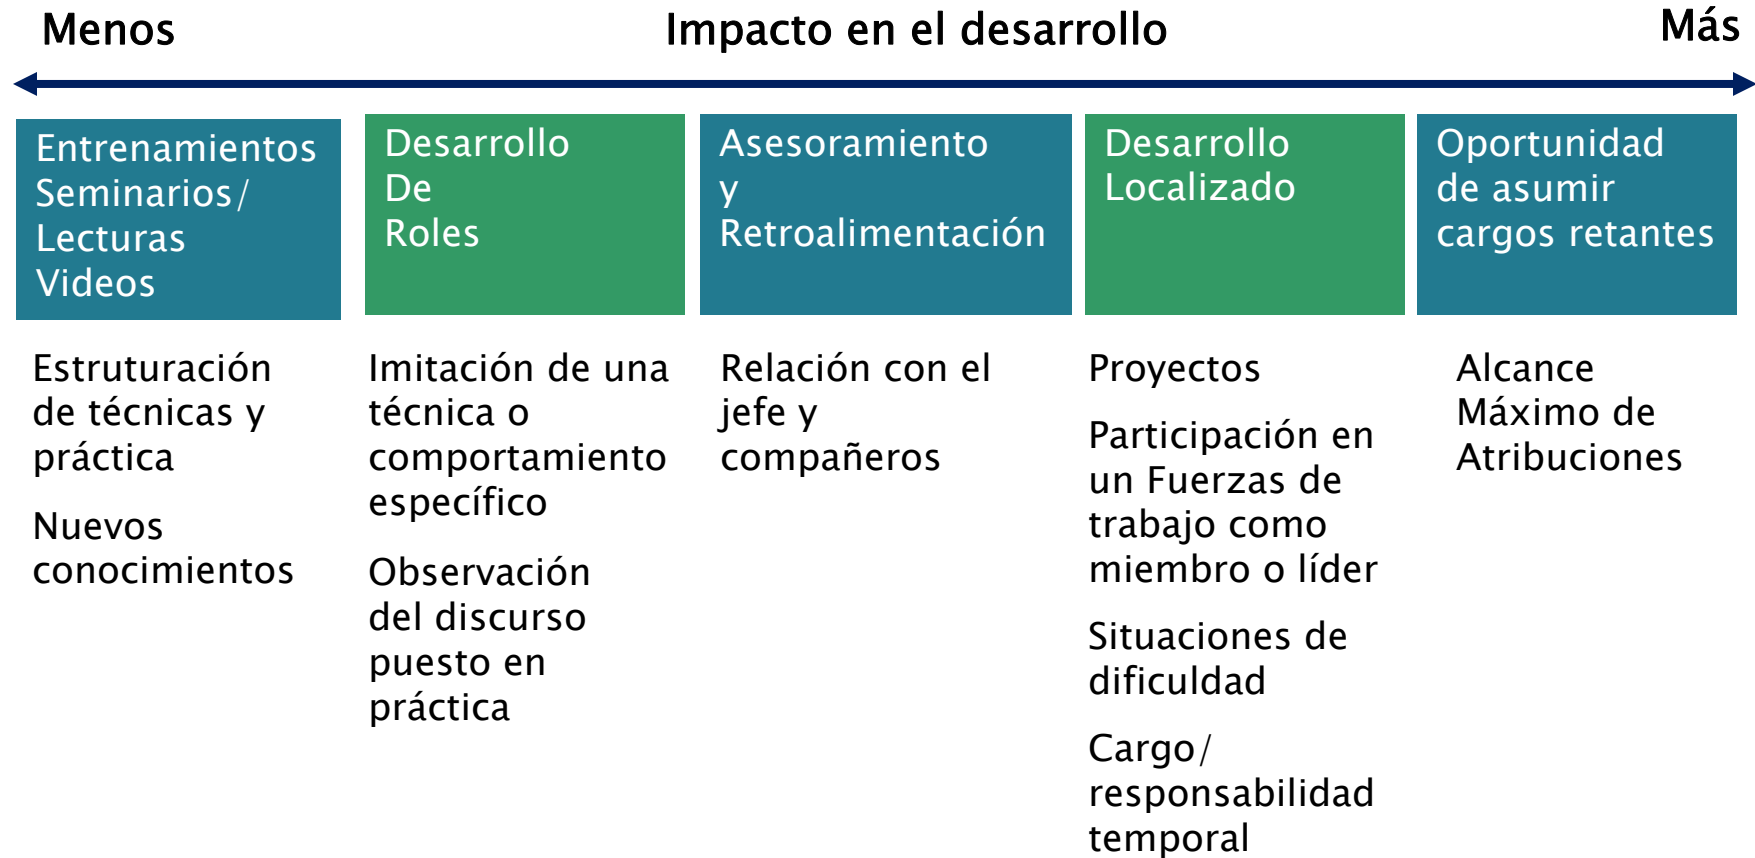 Menos
Impacto en el desarrollo
Más
Entrenamientos
Seminarios/
Lecturas
Videos
Desarrollo
De
Roles
Asesoramiento
y
Retroalimentación
Desarrollo
Localizado
Oportunidad
de asumir
cargos retantes
Estruturación
de técnicas y
práctica
Nuevos
conocimientos
Imitación de una
técnica o
comportamiento
específico
Observación
del discurso
puesto en
práctica
Relación con el
jefe y
compañeros
Proyectos
Participación en
un Fuerzas de
trabajo como
miembro o líder
Situaciones de
dificuldad
Cargo/
responsabilidad
temporal
Alcance
Máximo de
Atribuciones